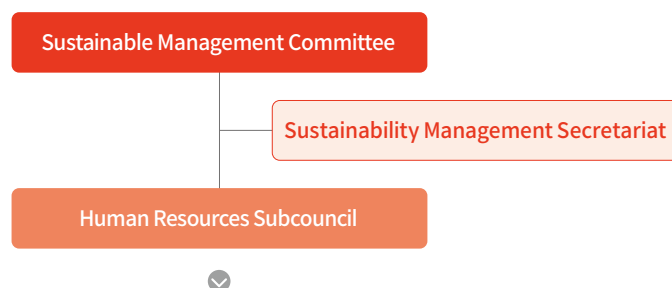 Sustainable Management Committee
Sustainability Management Secretariat
Human Resources Subcouncil